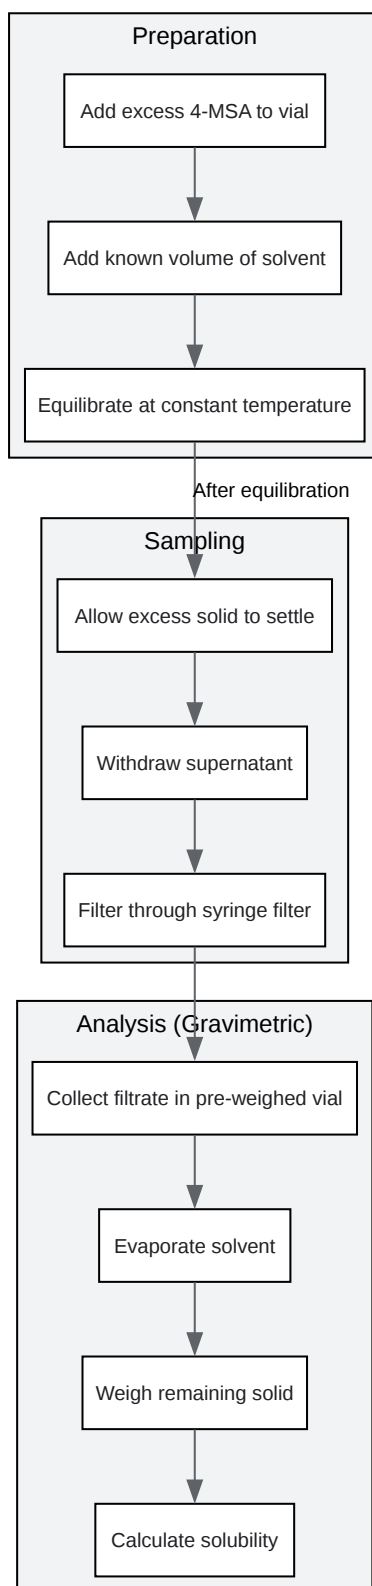 Preparation
Add excess 4-MSA to vial
Add known volume of solvent
Equilibrate at constant temperature
After equilibration
Sampling
Allow excess solid to settle
Withdraw supernatant
Filter through syringe filter
Analysis (Gravimetric)
Collect filtrate in pre-weighed vial
Evaporate solvent
Weigh remaining solid
Calculate solubility